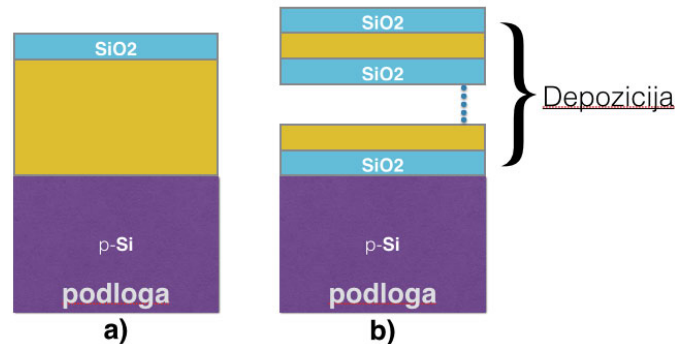 SiO2
p-Si
podloga
a)
SiO2
SiO2
SiO2
p-Si
podloga
b)
Depozicija